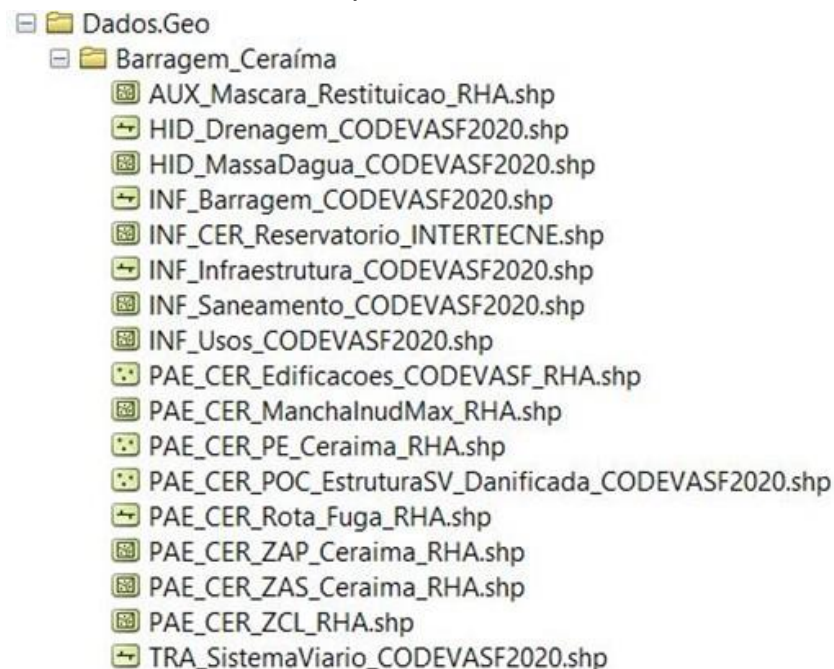 Dados.Geo
Barragem_Ceraíma
AUX_Mascara_Restituicao_RHA.shp
HID_Drenagem_CODEVASF2020.shp
HID_MassaDagua_CODEVASF2020.shp
INF_Barragem_CODEVASF2020.shp
INF_CER_Reservatorio_INTERTECNE.shp
INF_Infraestrutura_CODEVASF2020.shp
INF_Saneamento_CODEVASF2020.shp
INF_Usos_CODEVASF2020.shp
PAE_CER_Edificacoes_CODEVASF_RHA.shp
PAE_CER_ManchaInudMax_RHA.shp
PAE_CER_PE_Ceraima_RHA.shp
PAE_CER_POC_EstruturaSV_Danificada_CODEVASF2020.shp
PAE_CER_Rota_Fuga_RHA.shp
PAE_CER_ZAP_Ceraima_RHA.shp
PAE_CER_ZAS_Ceraima_RHA.shp
PAE_CER_ZCL_RHA.shp
TRA_SistemaViario_CODEVASF2020.shp